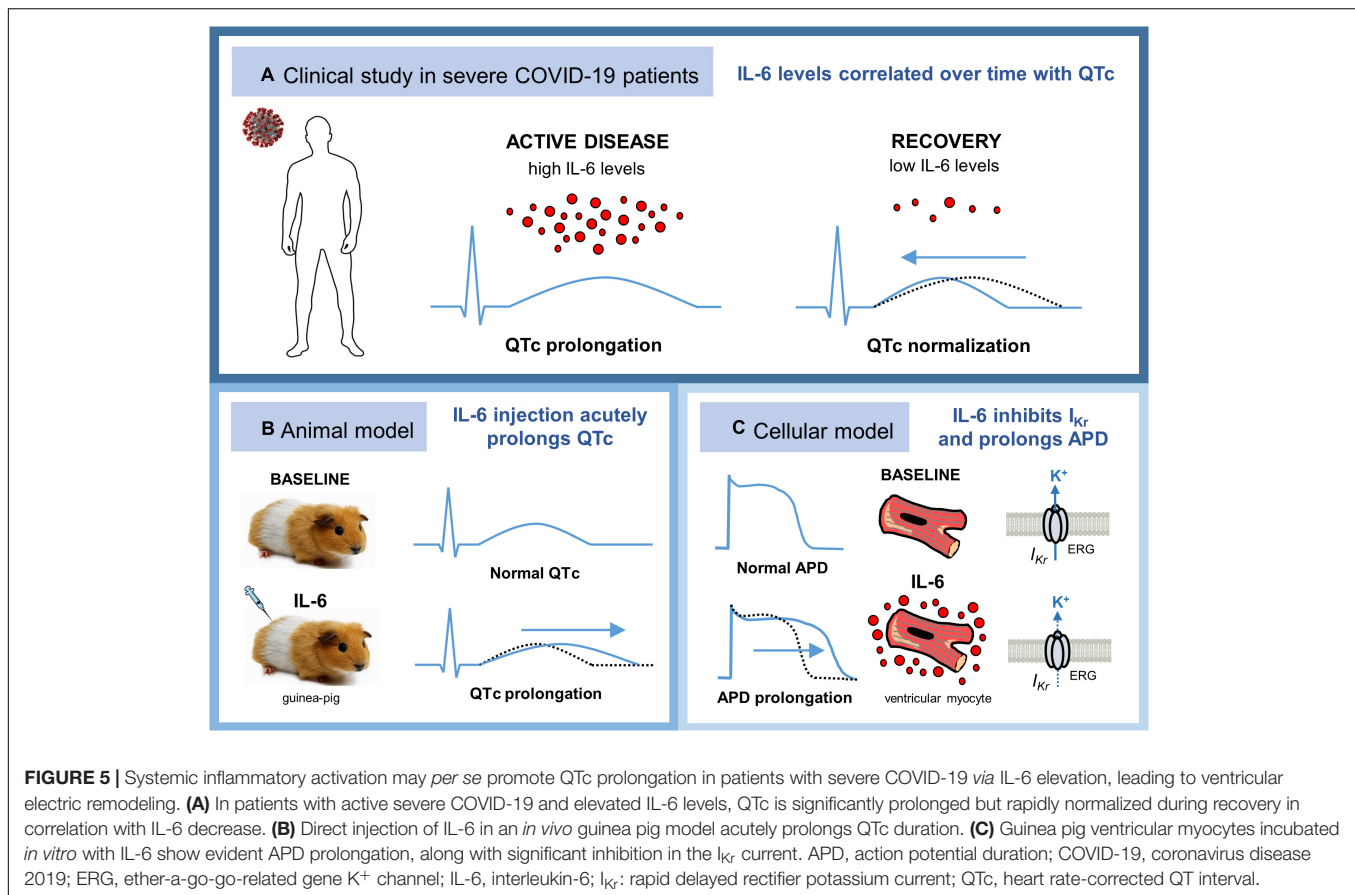 A Clinical study in severe COVID-19 patients
IL-6 levels correlated over time with QTc
ACTIVE DISEASE
high IL-6 levels
QTc prolongation
RECOVERY
low IL-6 levels
QTc normalization
B Animal model
IL-6 injection acutely
prolongs QTc
BASELINE
Normal QTc
IL-6
guinea-pig
QTc prolongation
C Cellular model
IL-6 inhibits IKr
and prolongs APD
Normal APD
BASELINE
K+
IKr
ERG
APD prolongation
IL-6
ventricular myocyte
K+
IKr
ERG
FIGURE 5 | Systemic inflammatory activation may per se promote QTc prolongation in patients with severe COVID-19 via IL-6 elevation, leading to ventricular
electric remodeling. (A) In patients with active severe COVID-19 and elevated IL-6 levels, QTc is significantly prolonged but rapidly normalized during recovery in
correlation with IL-6 decrease. (B) Direct injection of IL-6 in an in vivo guinea pig model acutely prolongs QTc duration. (C) Guinea pig ventricular myocytes incubated
in vitro with IL-6 show evident APD prolongation, along with significant inhibition in the IKr current. APD, action potential duration; COVID-19, coronavirus disease
2019; ERG, ether-a-go-go-related gene K+ channel; IL-6, interleukin-6; IKr: rapid delayed rectifier potassium current; QTc, heart rate-corrected QT interval.